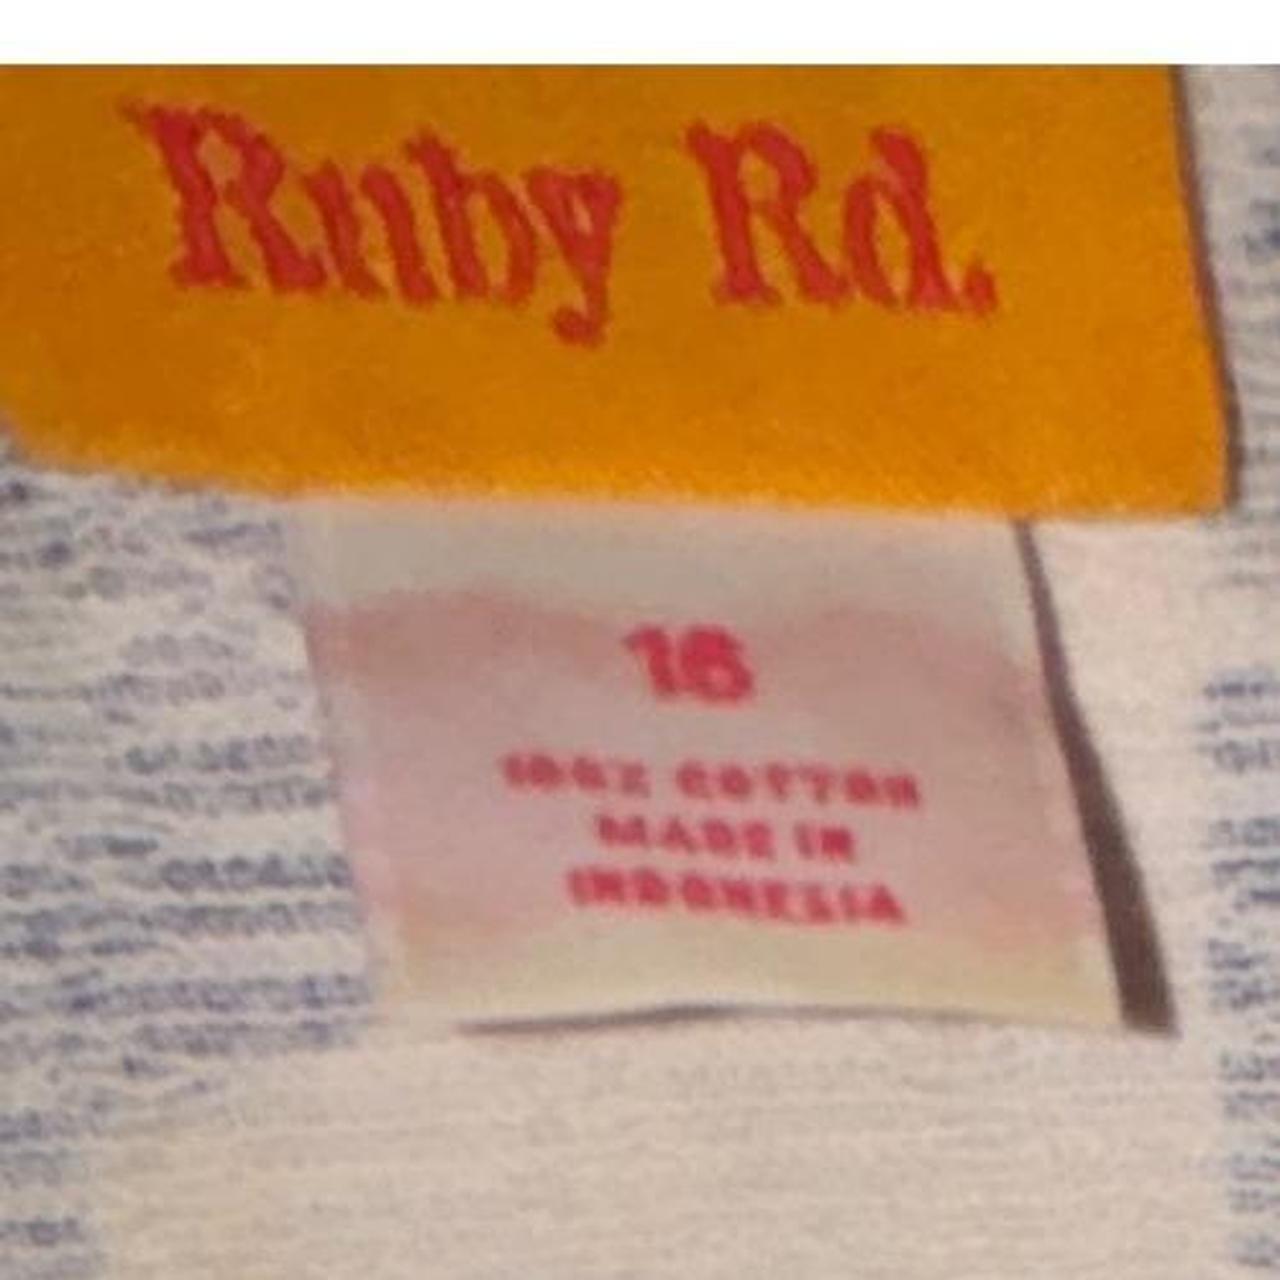 Ruby Rd.
16
100% COTTON
MADE IN
INDONESIA